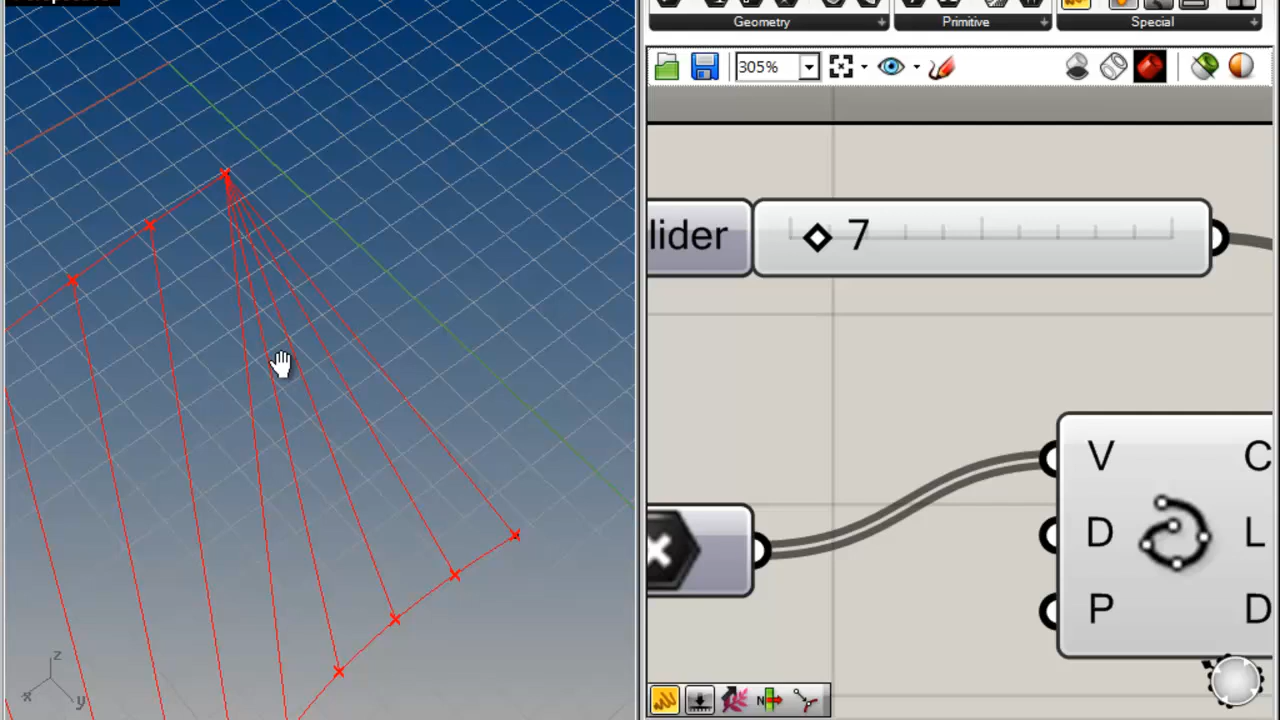 Geometry
Primitive
Special
305%
lider
7
V
C
D
L
P
D
z
x
y
N